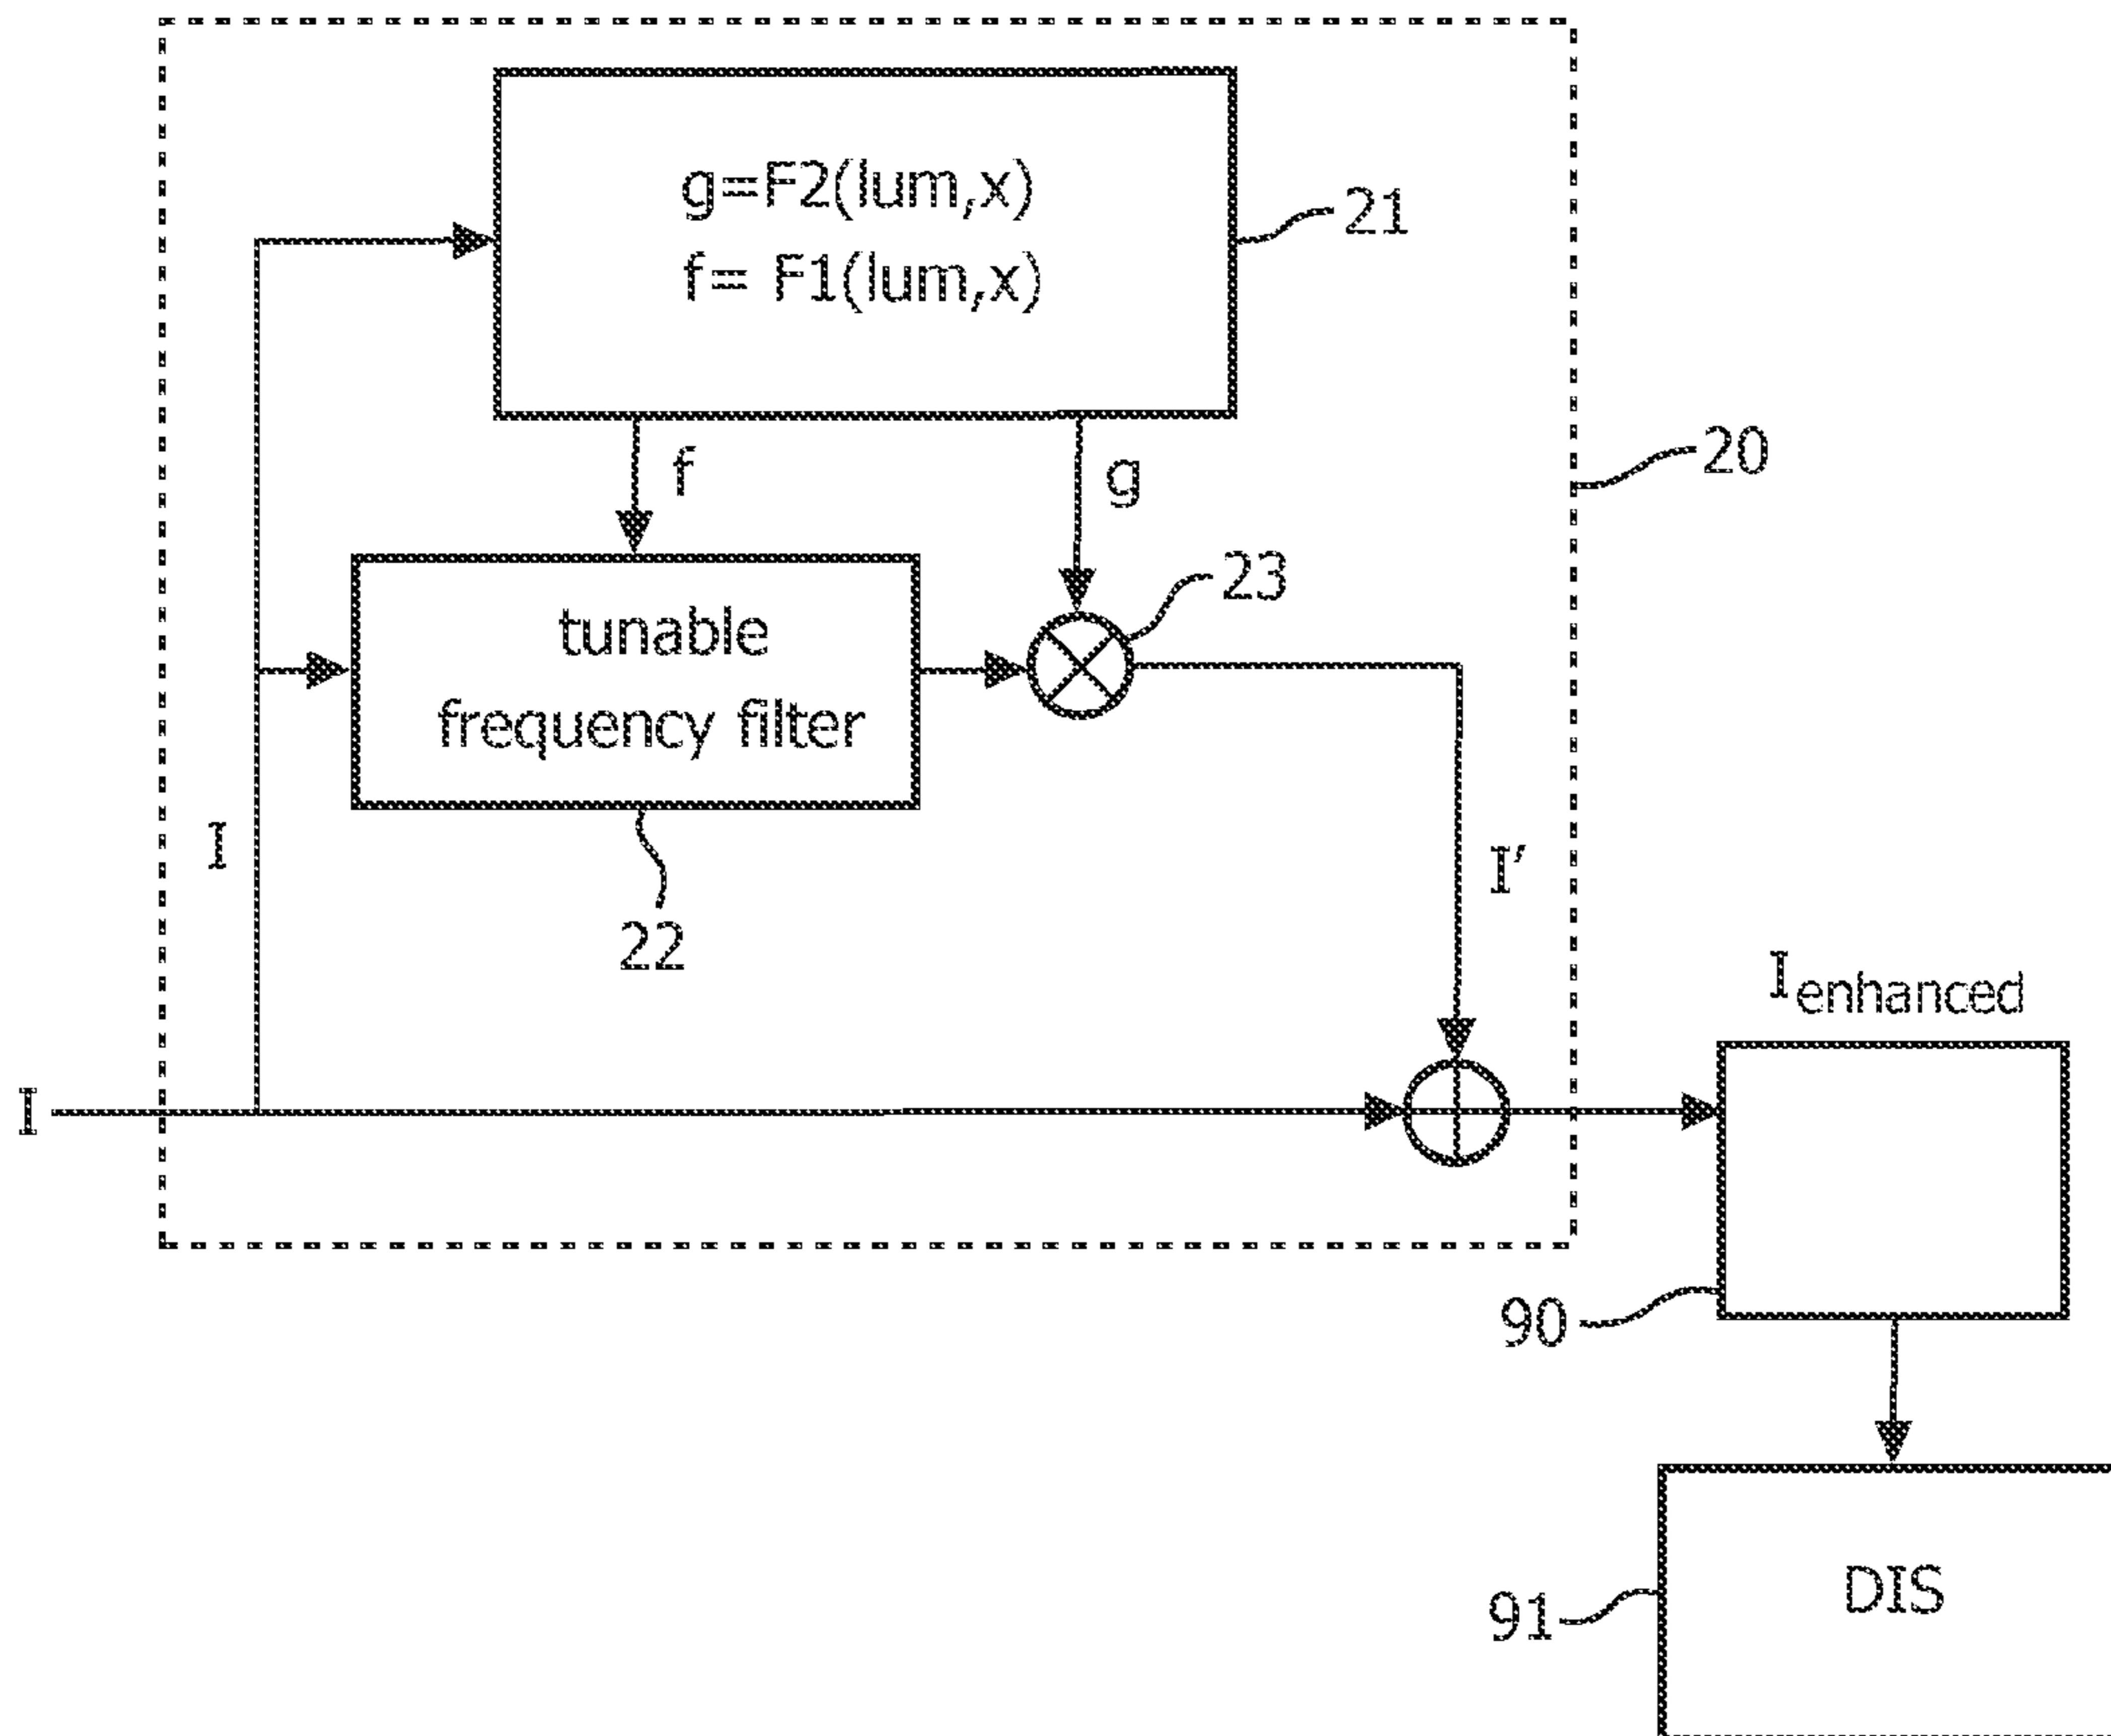 g=F2(lum,x)
f= F1(lum,x)
21
f
g
20
23
tunable
frequency filter
I
22
I'
I
Ienhanced
90
91
DIS